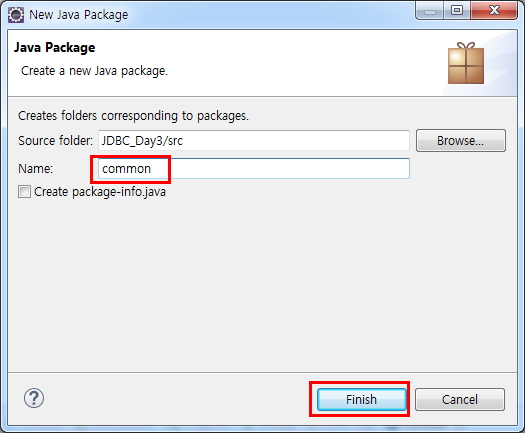 New Java Package
Java Package
Create a new Java package.
Creates folders corresponding to packages.
Source folder: JDBC_Day3/src Browse...
Name: common
Create package-info.java
? Finish Cancel